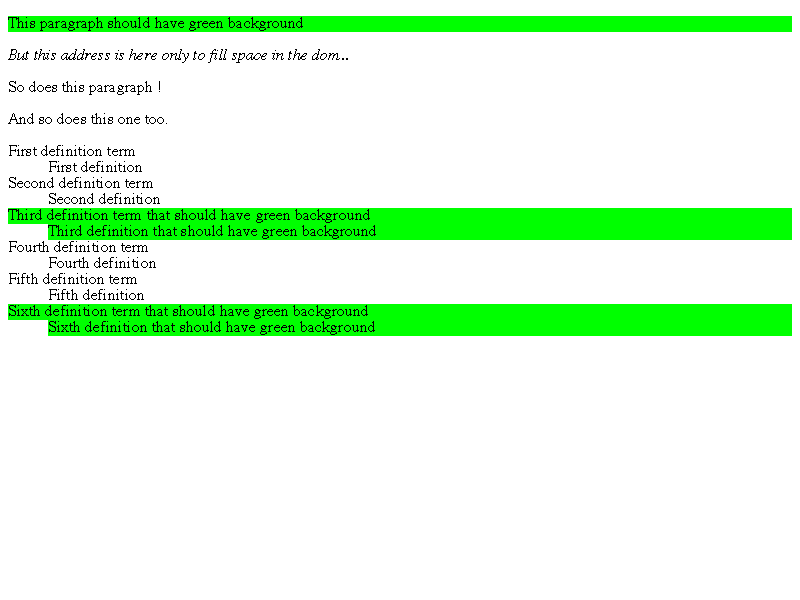 This paragraph should have green background
But this address is here only to fill space in the dom...
So does this paragraph !
And so does this one too.
First definition term
First definition
Second definition term
Second definition
Third definition term that should have green background
Third definition that should have green background
Fourth definition term
Fourth definition
Fifth definition term
Fifth definition
Sixth definition term that should have green background
Sixth definition that should have green background